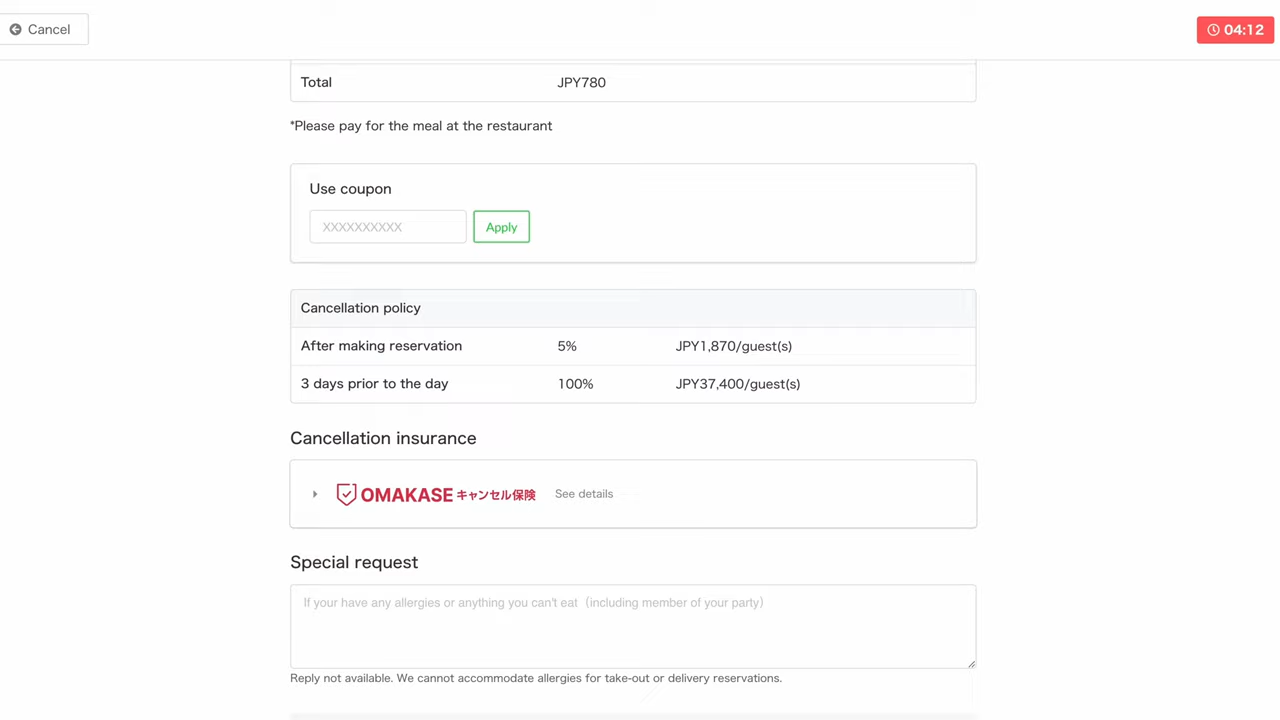 Cancel
04:12
Total JPY780
*Please pay for the meal at the restaurant
Use coupon
XXXXXXXXXX Apply
Cancellation policy
After making reservation 5% JPY1,870/guest(s)
3 days prior to the day 100% JPY37,400/guest(s)
Cancellation insurance
OMAKASE キャンセル保険 See details
Special request
If your have any allergies or anything you can't eat（including member of your party）
Reply not available. We cannot accommodate allergies for take-out or delivery reservations.